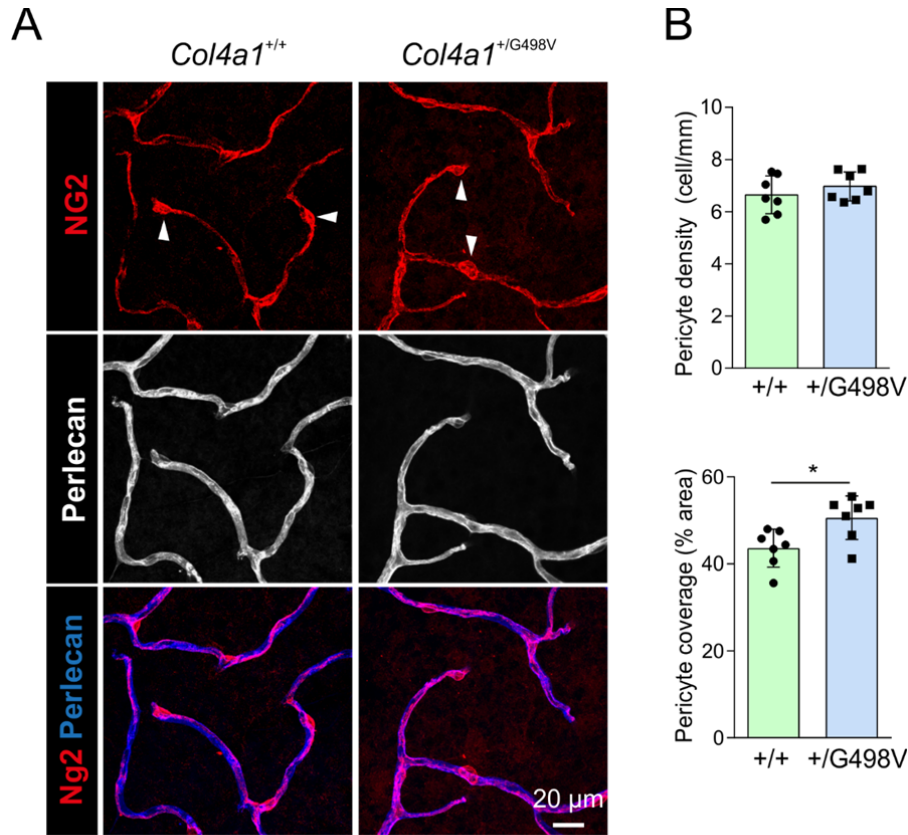 A
Col4a1+/+
Col4a1+/G498V
NG2
Perlecan
Ng2 Perlecan
20 µm
B
Pericyte density (cell/mm)
10
8
6
4
2
0
+/+
+/G498V
Pericyte coverage (% area)
60
40
20
0
*
+/+
+/G498V